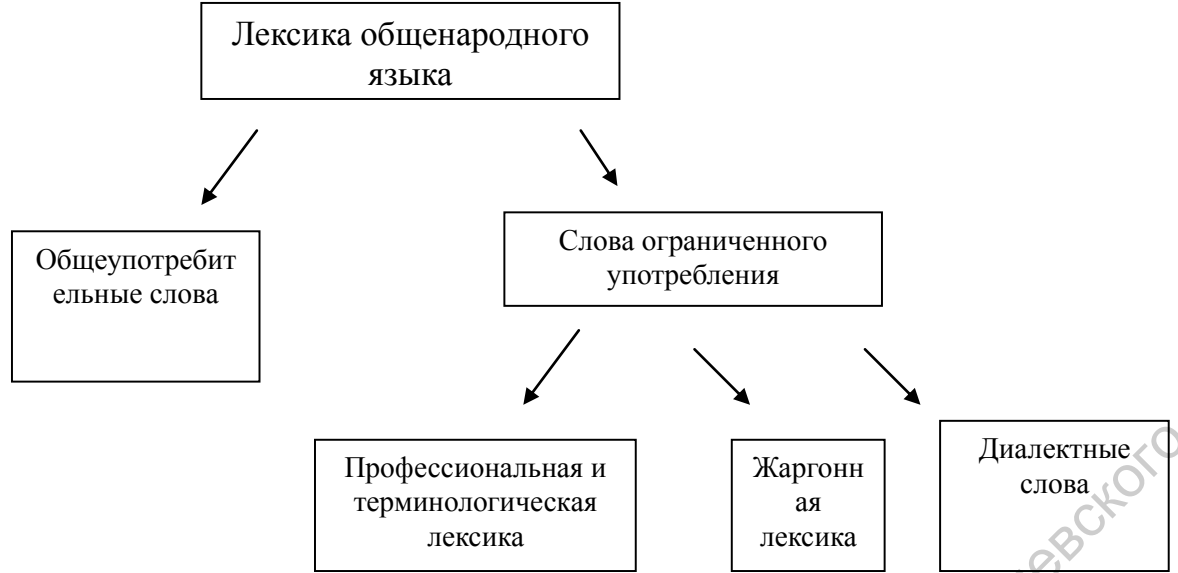 Лексика общенародного
языка
Общеупотребит
ельные слова
Слова ограниченного
употребления
Профессиональная и
терминологическая
лексика
Жаргонн
ая
лексика
Диалектные
слова